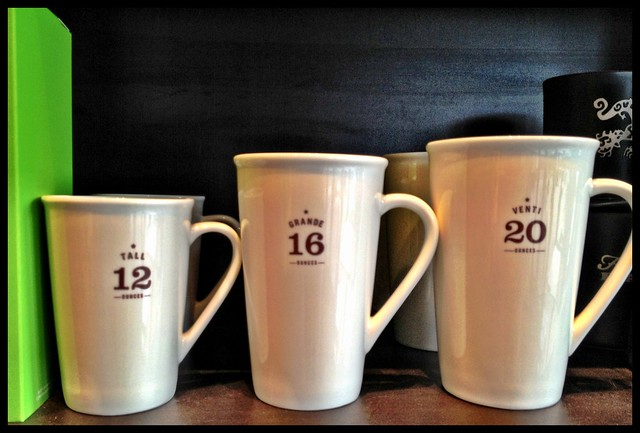 TALL
12
OUNCES
GRANDE
16
OUNCES
VENTI
20
OUNCES